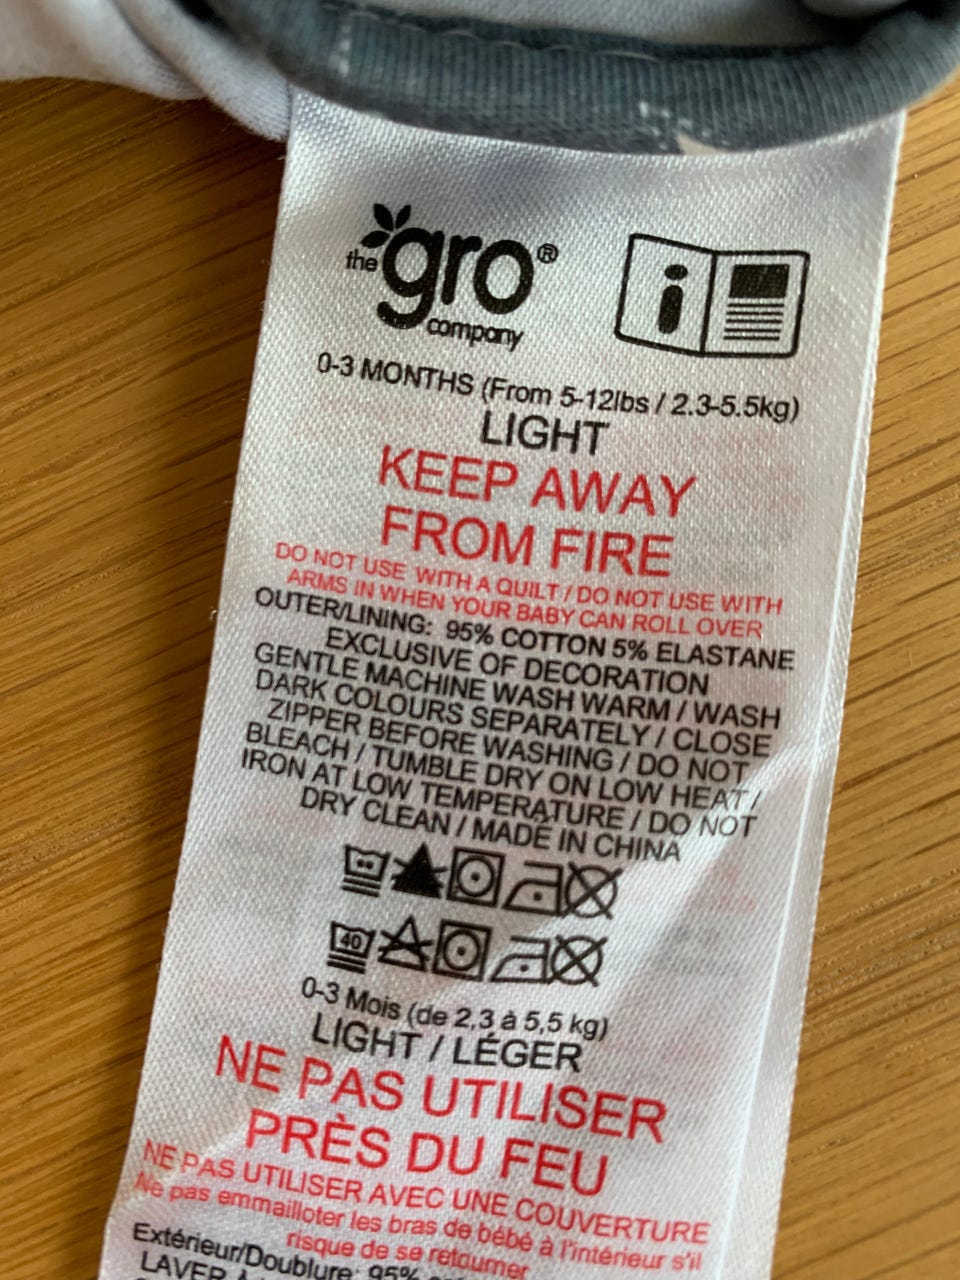 the gro® company
i
0-3 MONTHS (From 5-12lbs / 2.3-5.5kg)
LIGHT
KEEP AWAY
FROM FIRE
DO NOT USE WITH A QUILT / DO NOT USE WITH
ARMS IN WHEN YOUR BABY CAN ROLL OVER
OUTER/LINING: 95% COTTON 5% ELASTANE
EXCLUSIVE OF DECORATION
GENTLE MACHINE WASH WARM / WASH
DARK COLOURS SEPARATELY / CLOSE
ZIPPER BEFORE WASHING / DO NOT
BLEACH / TUMBLE DRY ON LOW HEAT /
IRON AT LOW TEMPERATURE / DO NOT
DRY CLEAN / MADE IN CHINA
40
0-3 Mois (de 2,3 à 5,5 kg)
LIGHT / LÉGER
NE PAS UTILISER
PRÈS DU FEU
NE PAS UTILISER AVEC UNE COUVERTURE
Ne pas emmailloter les bras de bébé à l'intérieur s'il
risque de se retourner
Extérieur/Doublure: 95%
LAVER À